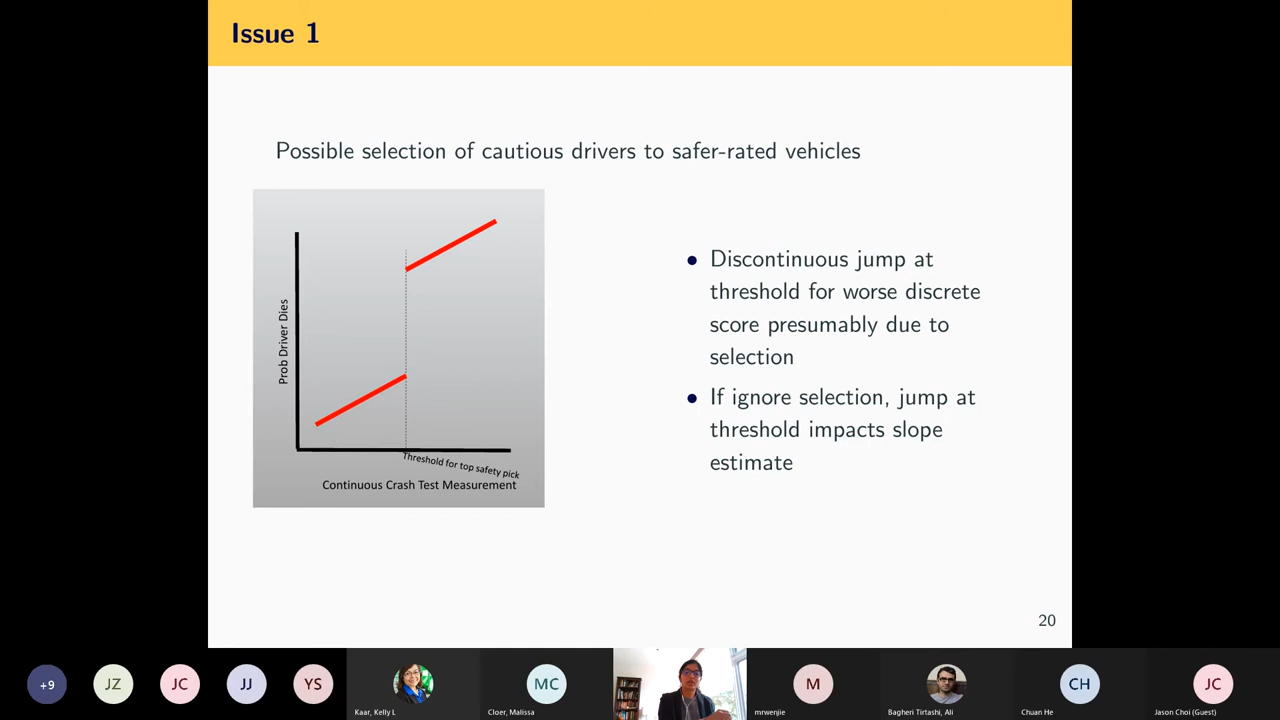 Issue 1
Possible selection of cautious drivers to safer-rated vehicles
Prob Driver Dies
Threshold for top safety pick
Continuous Crash Test Measurement
• Discontinuous jump at
threshold for worse discrete
score presumably due to
selection
• If ignore selection, jump at
threshold impacts slope
estimate
20
+9
JZ
JC
JJ
YS
Kaar, Kelly L
MC
Cloer, Malissa
M
mrwenjie
Bagheri Tirtashi, Ali
CH
Chuan He
JC
Jason Choi (Guest)